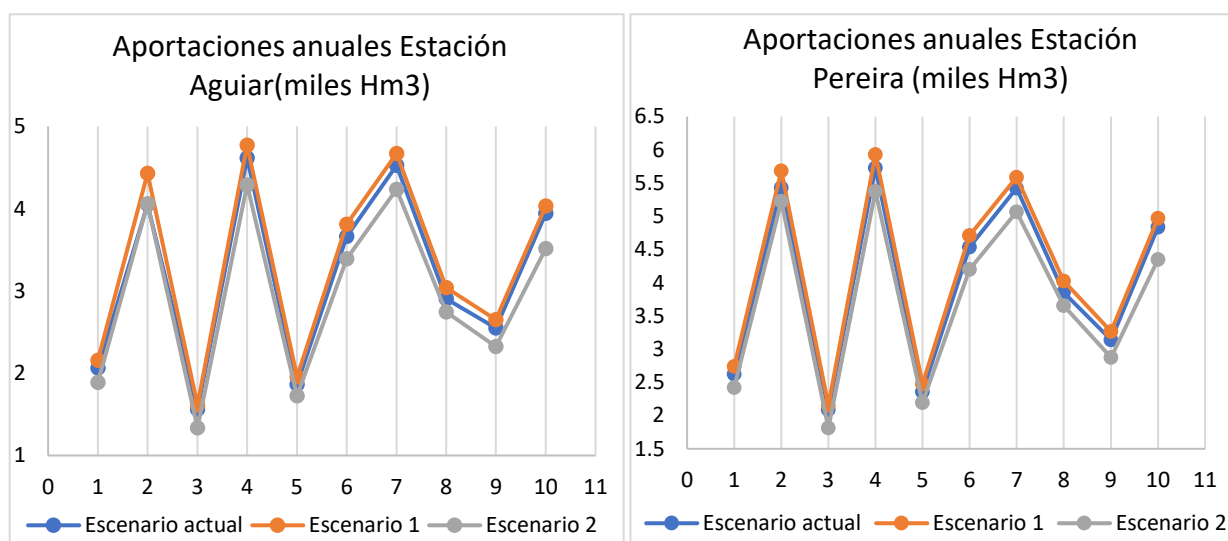 Aportaciones anuales Estación
Aguiar(miles Hm3)
5
4
3
2
1
0 1 2 3 4 5 6 7 8 9 10 11
Escenario actual Escenario 1 Escenario 2
Aportaciones anuales Estación
Pereira (miles Hm3)
6.5
6
5.5
5
4.5
4
3.5
3
2.5
2
1.5
0 1 2 3 4 5 6 7 8 9 10 11
Escenario actual Escenario 1 Escenario 2